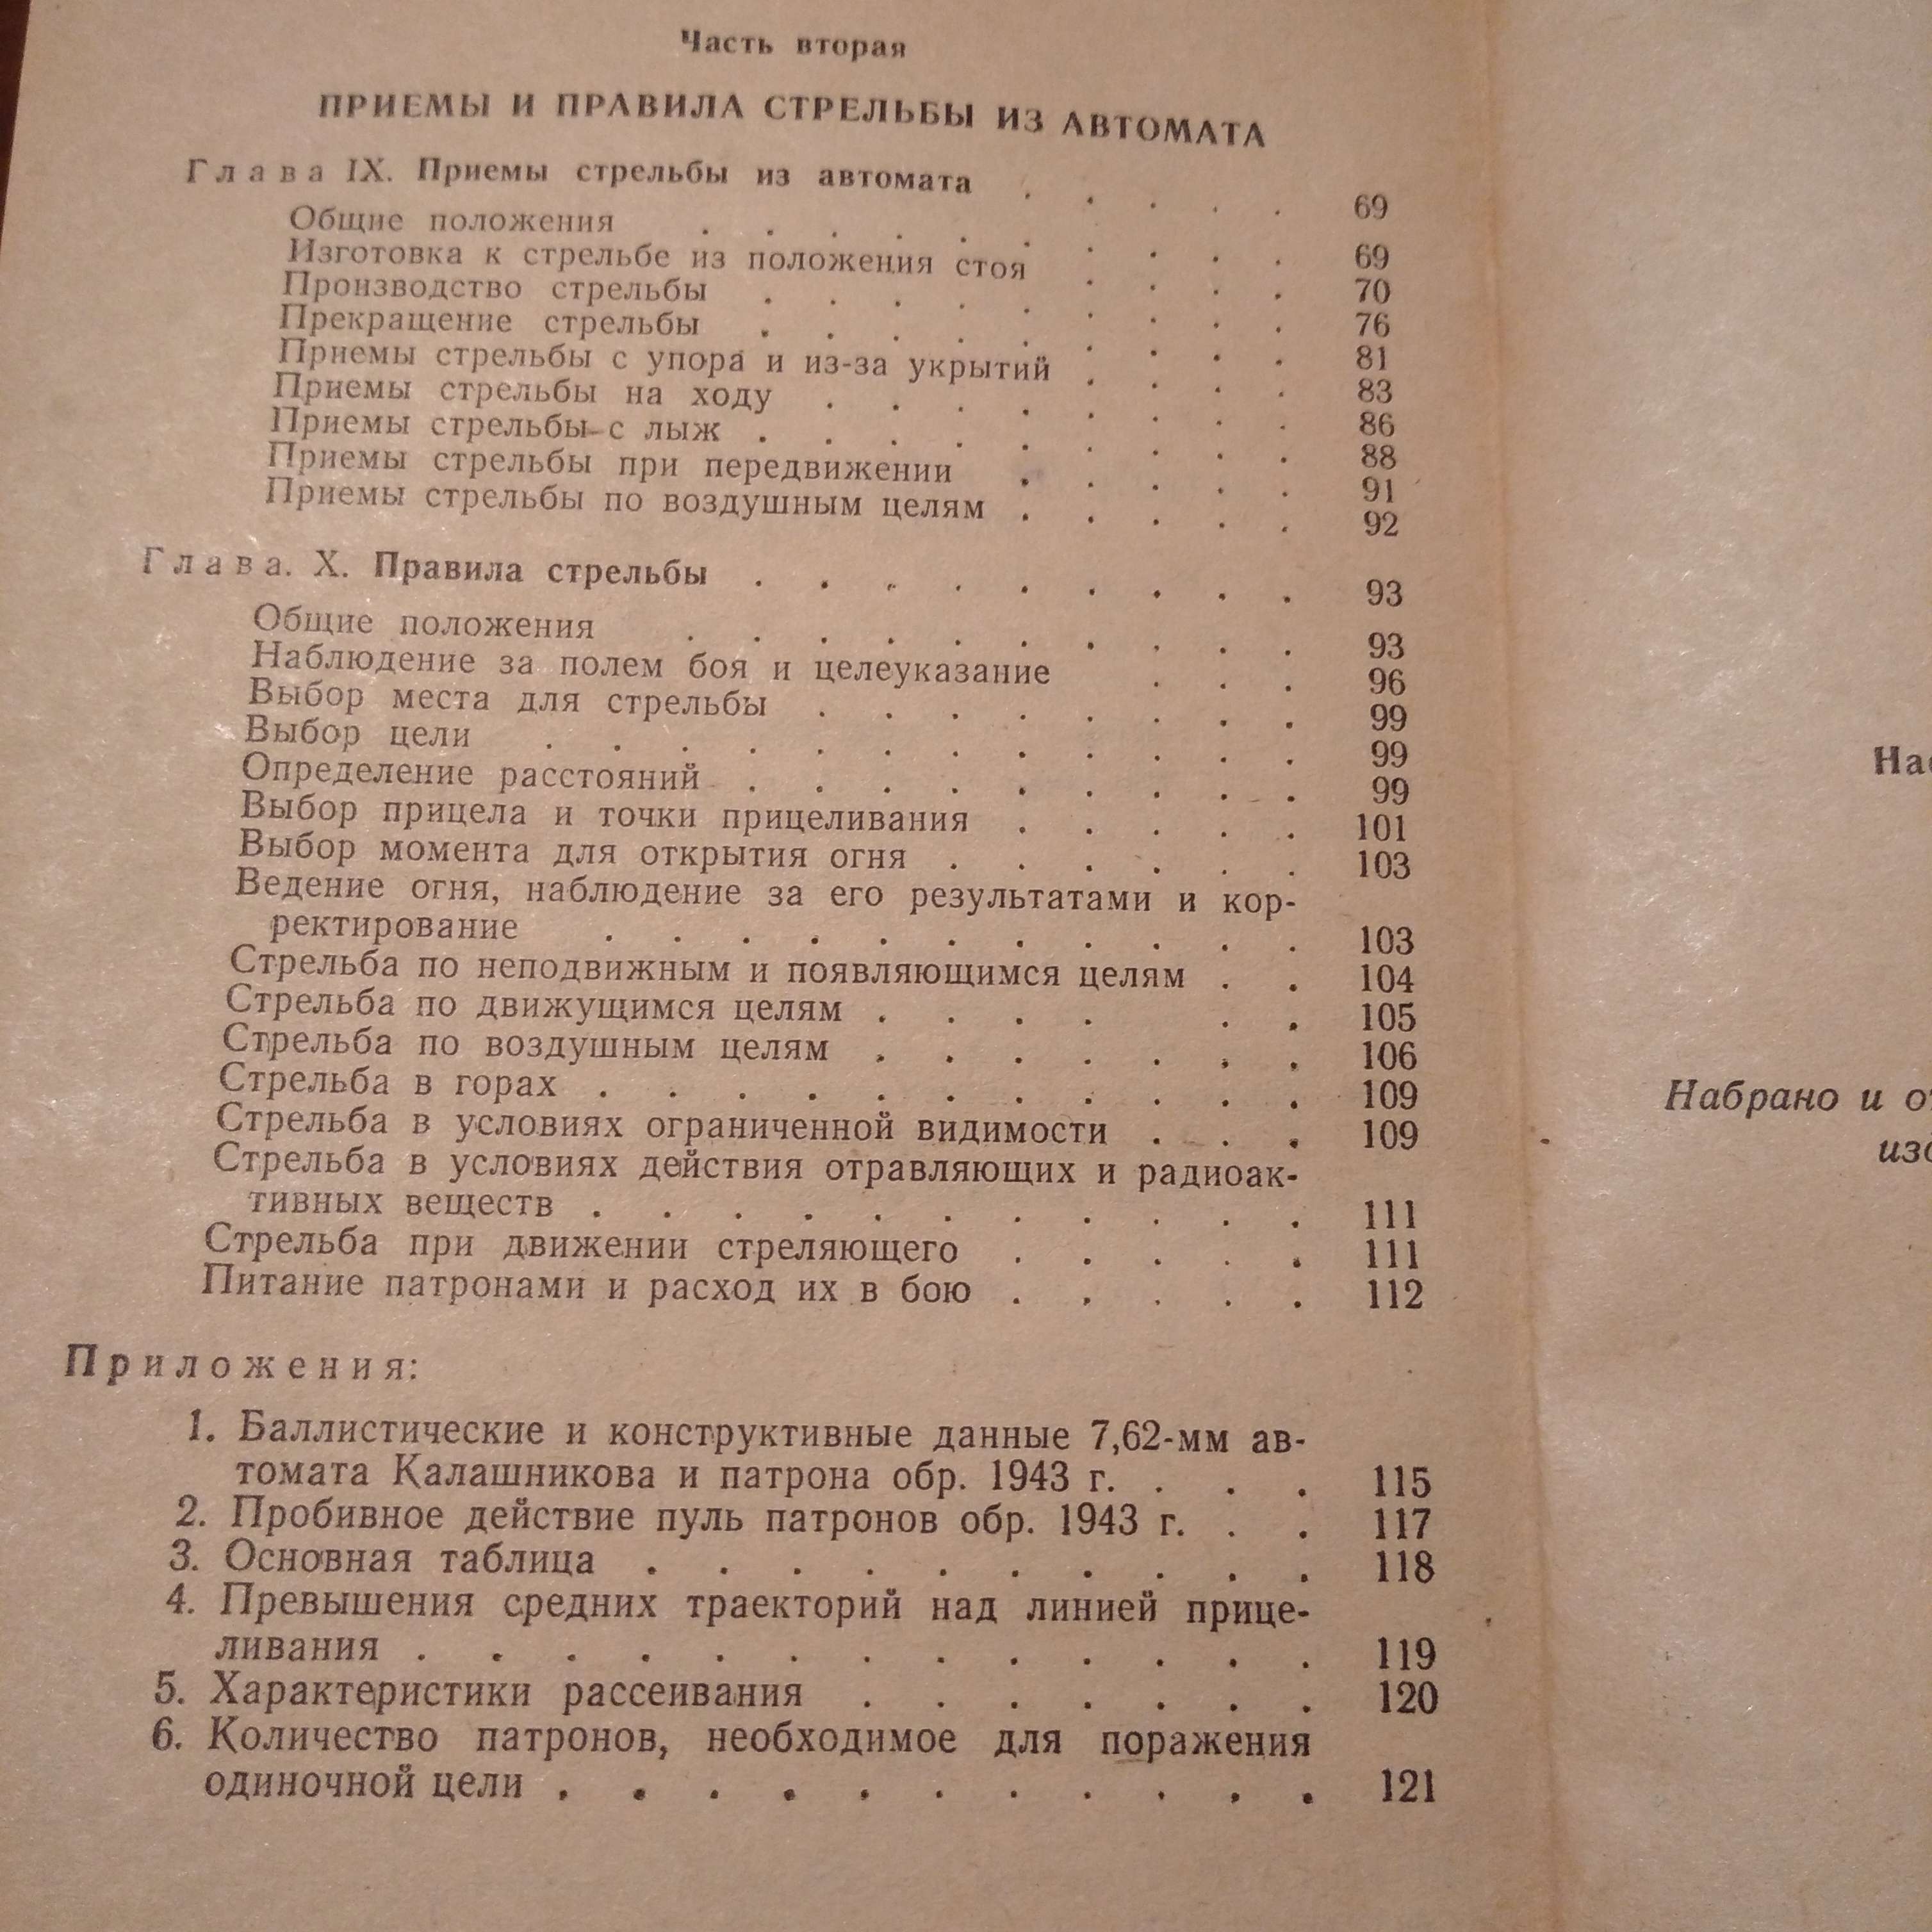 Часть вторая
ПРИЕМЫ И ПРАВИЛА СТРЕЛЬБЫ ИЗ АВТОМАТА
Глава IX. Приемы стрельбы из автомата . . . . . 69
Общие положения . . . . . . . . . . 69
Изготовка к стрельбе из положения стоя . . . . 70
Производство стрельбы . . . . . . . . . 76
Прекращение стрельбы . . . . . . . . . 81
Приемы стрельбы с упора и из-за укрытий . . . . 83
Приемы стрельбы на ходу . . . . . . . . 86
Приемы стрельбы с лыж . . . . . . . . . 88
Приемы стрельбы при передвижении . . . . . 91
Приемы стрельбы по воздушным целям . . . . . 92
Глава. X. Правила стрельбы . . . . . . . . . 93
Общие положения . . . . . . . . . . 93
Наблюдение за полем боя и целеуказание . . . 96
Выбор места для стрельбы . . . . . . . . 99
Выбор цели . . . . . . . . . . . . 99
Определение расстояний . . . . . . . . . 99
Выбор прицела и точки прицеливания . . . . . 101
Выбор момента для открытия огня . . . . . . 103
Ведение огня, наблюдение за его результатами и кор-
ректирование . . . . . . . . . . . 103
Стрельба по неподвижным и появляющимся целям . . 104
Стрельба по движущимся целям . . . . . . 105
Стрельба по воздушным целям . . . . . . . 106
Стрельба в горах . . . . . . . . . . . 109
Стрельба в условиях ограниченной видимости . . . 109
Стрельба в условиях действия отравляющих и радиоак-
тивных веществ . . . . . . . . . . . 111
Стрельба при движении стреляющего . . . . . 111
Питание патронами и расход их в бою . . . . . 112
Приложения:
1. Баллистические и конструктивные данные 7,62-мм ав-
томата Калашникова и патрона обр. 1943 г. . . . 115
2. Пробивное действие пуль патронов обр. 1943 г. . . 117
3. Основная таблица . . . . . . . . . . 118
4. Превышения средних траекторий над линией прице-
ливания . . . . . . . . . . . . . 119
5. Характеристики рассеивания . . . . . . . 120
6. Количество патронов, необходимое для поражения
одиночной цели . . . . . . . . . . . 121
Набрано и